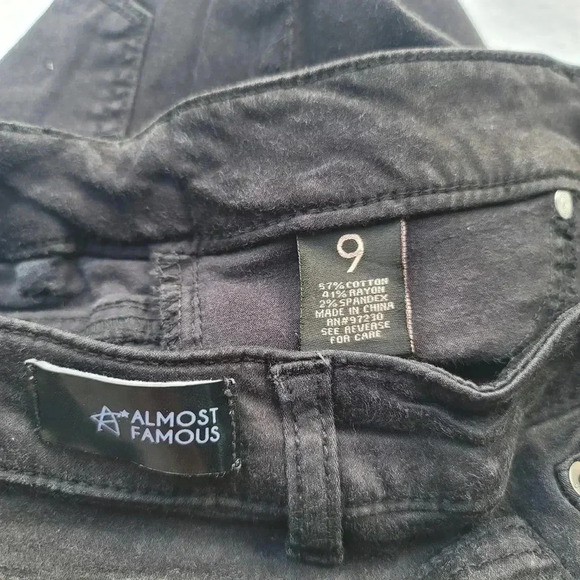 9
57% COTTON
41% RAYON
2% SPANDEX
MADE IN CHINA
RN#97230
SEE REVERSE
FOR CARE
ALMOST
FAMOUS